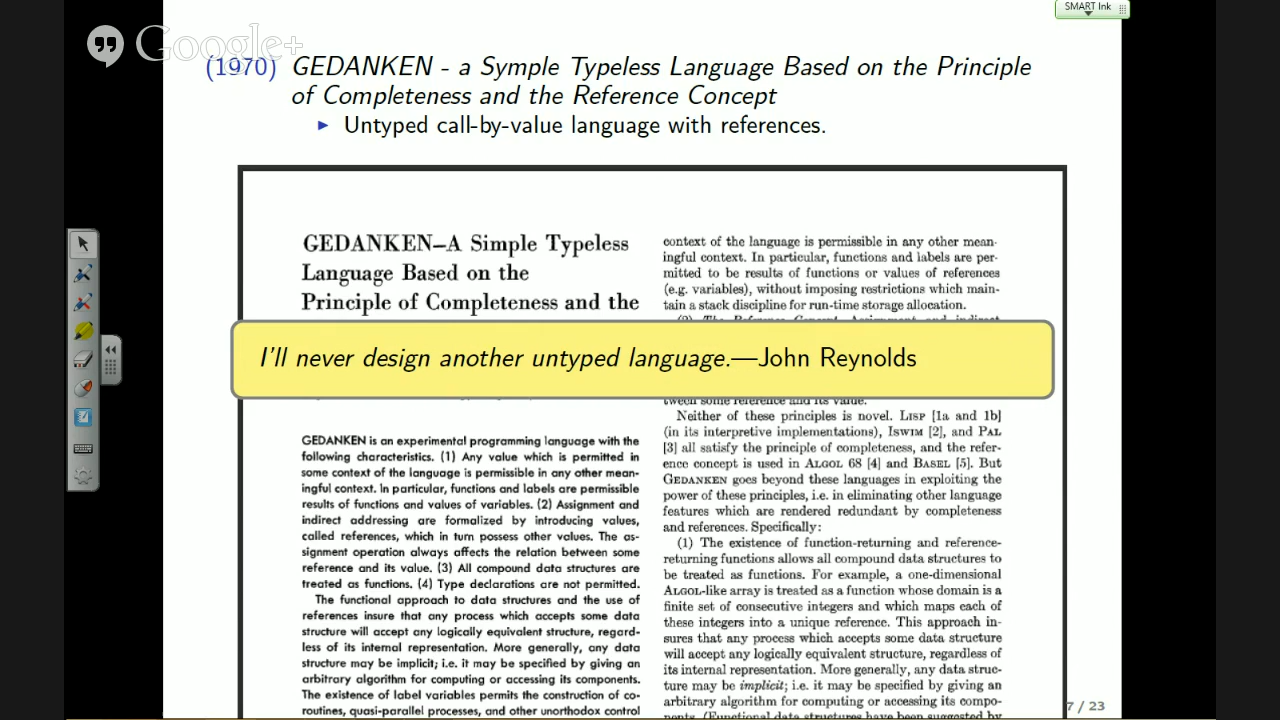 SMART Ink
Google+
(1970) GEDANKEN - a Symple Typeless Language Based on the Principle
of Completeness and the Reference Concept
Untyped call-by-value language with references.
GEDANKEN—A Simple Typeless
Language Based on the
Principle of Completeness and the
I'll never design another untyped language.—John Reynolds
GEDANKEN is an experimental programming language with the
following characteristics. (1) Any value which is permitted in
some context of the language is permissible in any other mean-
ingful context. In particular, functions and labels are permissible
results of functions and values of variables. (2) Assignment and
indirect addressing are formalized by introducing values,
called references, which in turn possess other values. The as-
signment operation always affects the relation between some
reference and its value. (3) All compound data structures are
treated as functions. (4) Type declarations are not permitted.
The functional approach to data structures and the use of
references insure that any process which accepts some data
structure will accept any logically equivalent structure, regard-
less of its internal representation. More generally, any data
structure may be implicit; i.e. it may be specified by giving an
arbitrary algorithm for computing or accessing its components.
The existence of label variables permits the construction of co-
routines, quasi-parallel processes, and other unorthodox control
context of the language is permissible in any other mean-
ingful context. In particular, functions and labels are per-
mitted to be results of functions or values of references
(e.g. variables), without imposing restrictions which main-
tain a stack discipline for run-time storage allocation.
(2) The Reference Concept. Assignment and indirect
tween some reference and its value.
Neither of these principles is novel. LISP [1a and 1b]
(in its interpretive implementations), ISWIM [2], and PAL
[3] all satisfy the principle of completeness, and the refer-
ence concept is used in ALGOL 68 [4] and BASEL [5]. But
GEDANKEN goes beyond these languages in exploiting the
power of these principles, i.e. in eliminating other language
features which are rendered redundant by completeness
and references. Specifically:
(1) The existence of function-returning and reference-
returning functions allows all compound data structures to
be treated as functions. For example, a one-dimensional
ALGOL-like array is treated as a function whose domain is a
finite set of consecutive integers and which maps each of
these integers into a unique reference. This approach in-
sures that any process which accepts some data structure
will accept any logically equivalent structure, regardless of
its internal representation. More generally, any data struc-
ture may be implicit; i.e. it may be specified by giving an
arbitrary algorithm for computing or accessing its compo-
nents. (Functional data structures have been suggested by
7 / 23